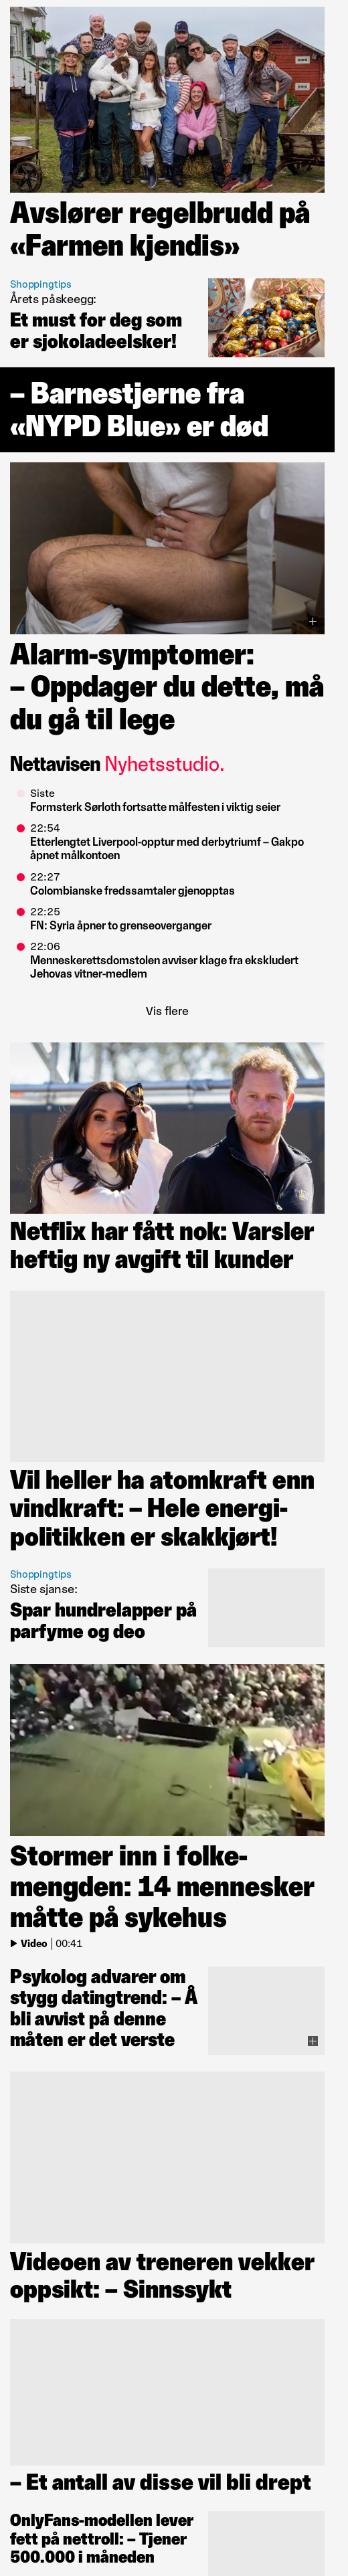 Avslører regelbrudd på
«Farmen kjendis»
Shoppingtips
Årets påskeegg:
Et must for deg som
er sjokoladeelsker!
– Barnestjerne fra
«NYPD Blue» er død
Alarm-symptomer:
– Oppdager du dette, må
du gå til lege
Nettavisen Nyhetsstudio.
Siste
Formsterk Sørloth fortsatte målfesten i viktig seier
22:54
Etterlengtet Liverpool-opptur med derbytriumf – Gakpo
åpnet målkontoen
22:27
Colombianske fredssamtaler gjenopptas
22:25
FN: Syria åpner to grenseoverganger
22:06
Menneskerettsdomstolen avviser klage fra ekskludert
Jehovas vitner-medlem
Vis flere
Netflix har fått nok: Varsler
heftig ny avgift til kunder
Vil heller ha atomkraft enn
vindkraft: – Hele energi-
politikken er skakkjørt!
Shoppingtips
Siste sjanse:
Spar hundrelapper på
parfyme og deo
Stormer inn i folke-
mengden: 14 mennesker
måtte på sykehus
Video | 00:41
Psykolog advarer om
stygg datingtrend: – Å
bli avvist på denne
måten er det verste
Videoen av treneren vekker
oppsikt: – Sinnssykt
– Et antall av disse vil bli drept
OnlyFans-modellen lever
fett på nettroll: – Tjener
500.000 i måneden